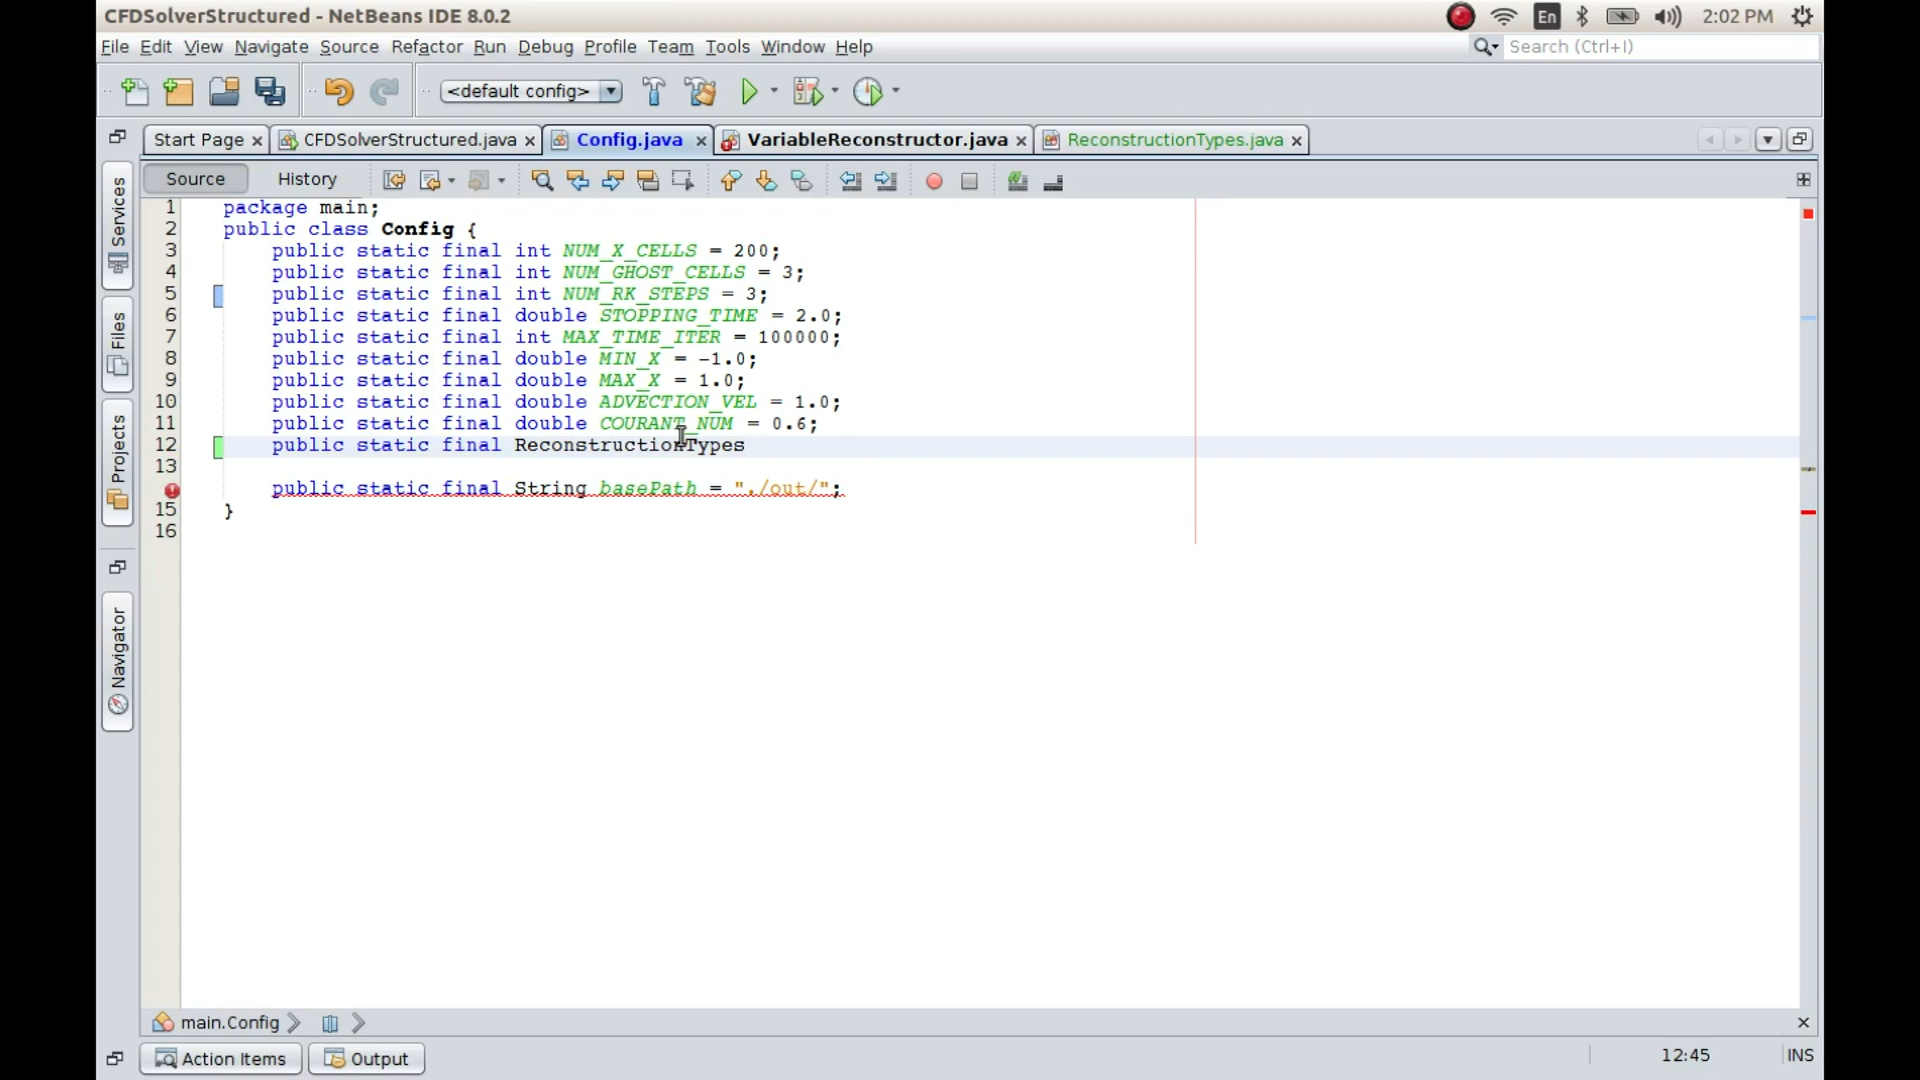 CFDSolverStructured - NetBeans IDE 8.0.2
En
2:02 PM
File Edit View Navigate Source Refactor Run Debug Profile Team Tools Window Help
Search (Ctrl+I)
<default config>
Start Page
CFDSolverStructured.java
Config.java
VariableReconstructor.java
ReconstructionTypes.java
Source
History
Services
Files
Projects
Navigator
1 package main;
2 public class Config {
3 public static final int NUM_X_CELLS = 200;
4 public static final int NUM_GHOST_CELLS = 3;
5 public static final int NUM_RK_STEPS = 3;
6 public static final double STOPPING_TIME = 2.0;
7 public static final int MAX_TIME_ITER = 100000;
8 public static final double MIN_X = -1.0;
9 public static final double MAX_X = 1.0;
10 public static final double ADVECTION_VEL = 1.0;
11 public static final double COURANT_NUM = 0.6;
12 public static final ReconstructionTypes
13
public static final String basePath = "./out/";
15 }
16
main.Config
Action Items
Output
12:45
INS